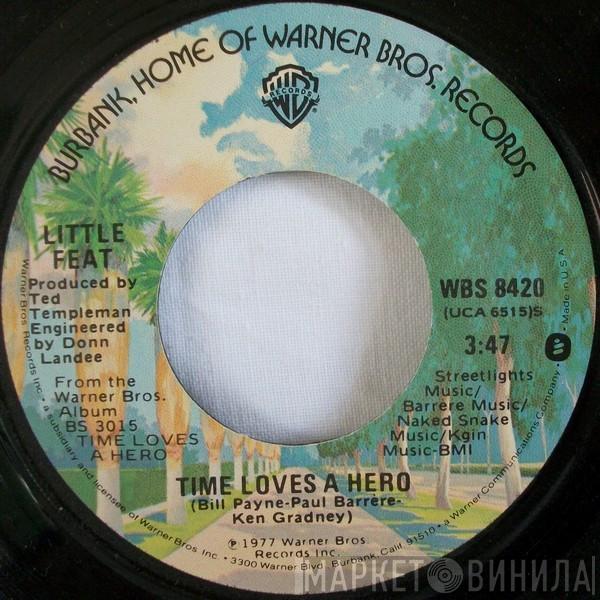 BURBANK, HOME OF WARNER BROS. RECORDS
WB
RECORDS
LITTLE
FEAT
Produced by
Ted
Templeman
Engineered
by Donn
Landee
From the
Warner Bros.
Album
BS 3015
TIME LOVES
A HERO
WBS 8420
(UCA 6515)S
3:47
Streetlights
Music/
Barrère Music/
Naked Snake
Music/Kgin
Music-BMI
TIME LOVES A HERO
(Bill Payne-Paul Barrère-
Ken Gradney)
℗ 1977 Warner Bros.
Records Inc.
Warner Bros. Records Inc. • a subsidiary and licensee of Warner Bros. Inc. • 3300 Warner Blvd., Burbank, Calif. 91510 • a Warner Communications Company • Made in U.S.A.
МАРКЕТ ВИНИЛА